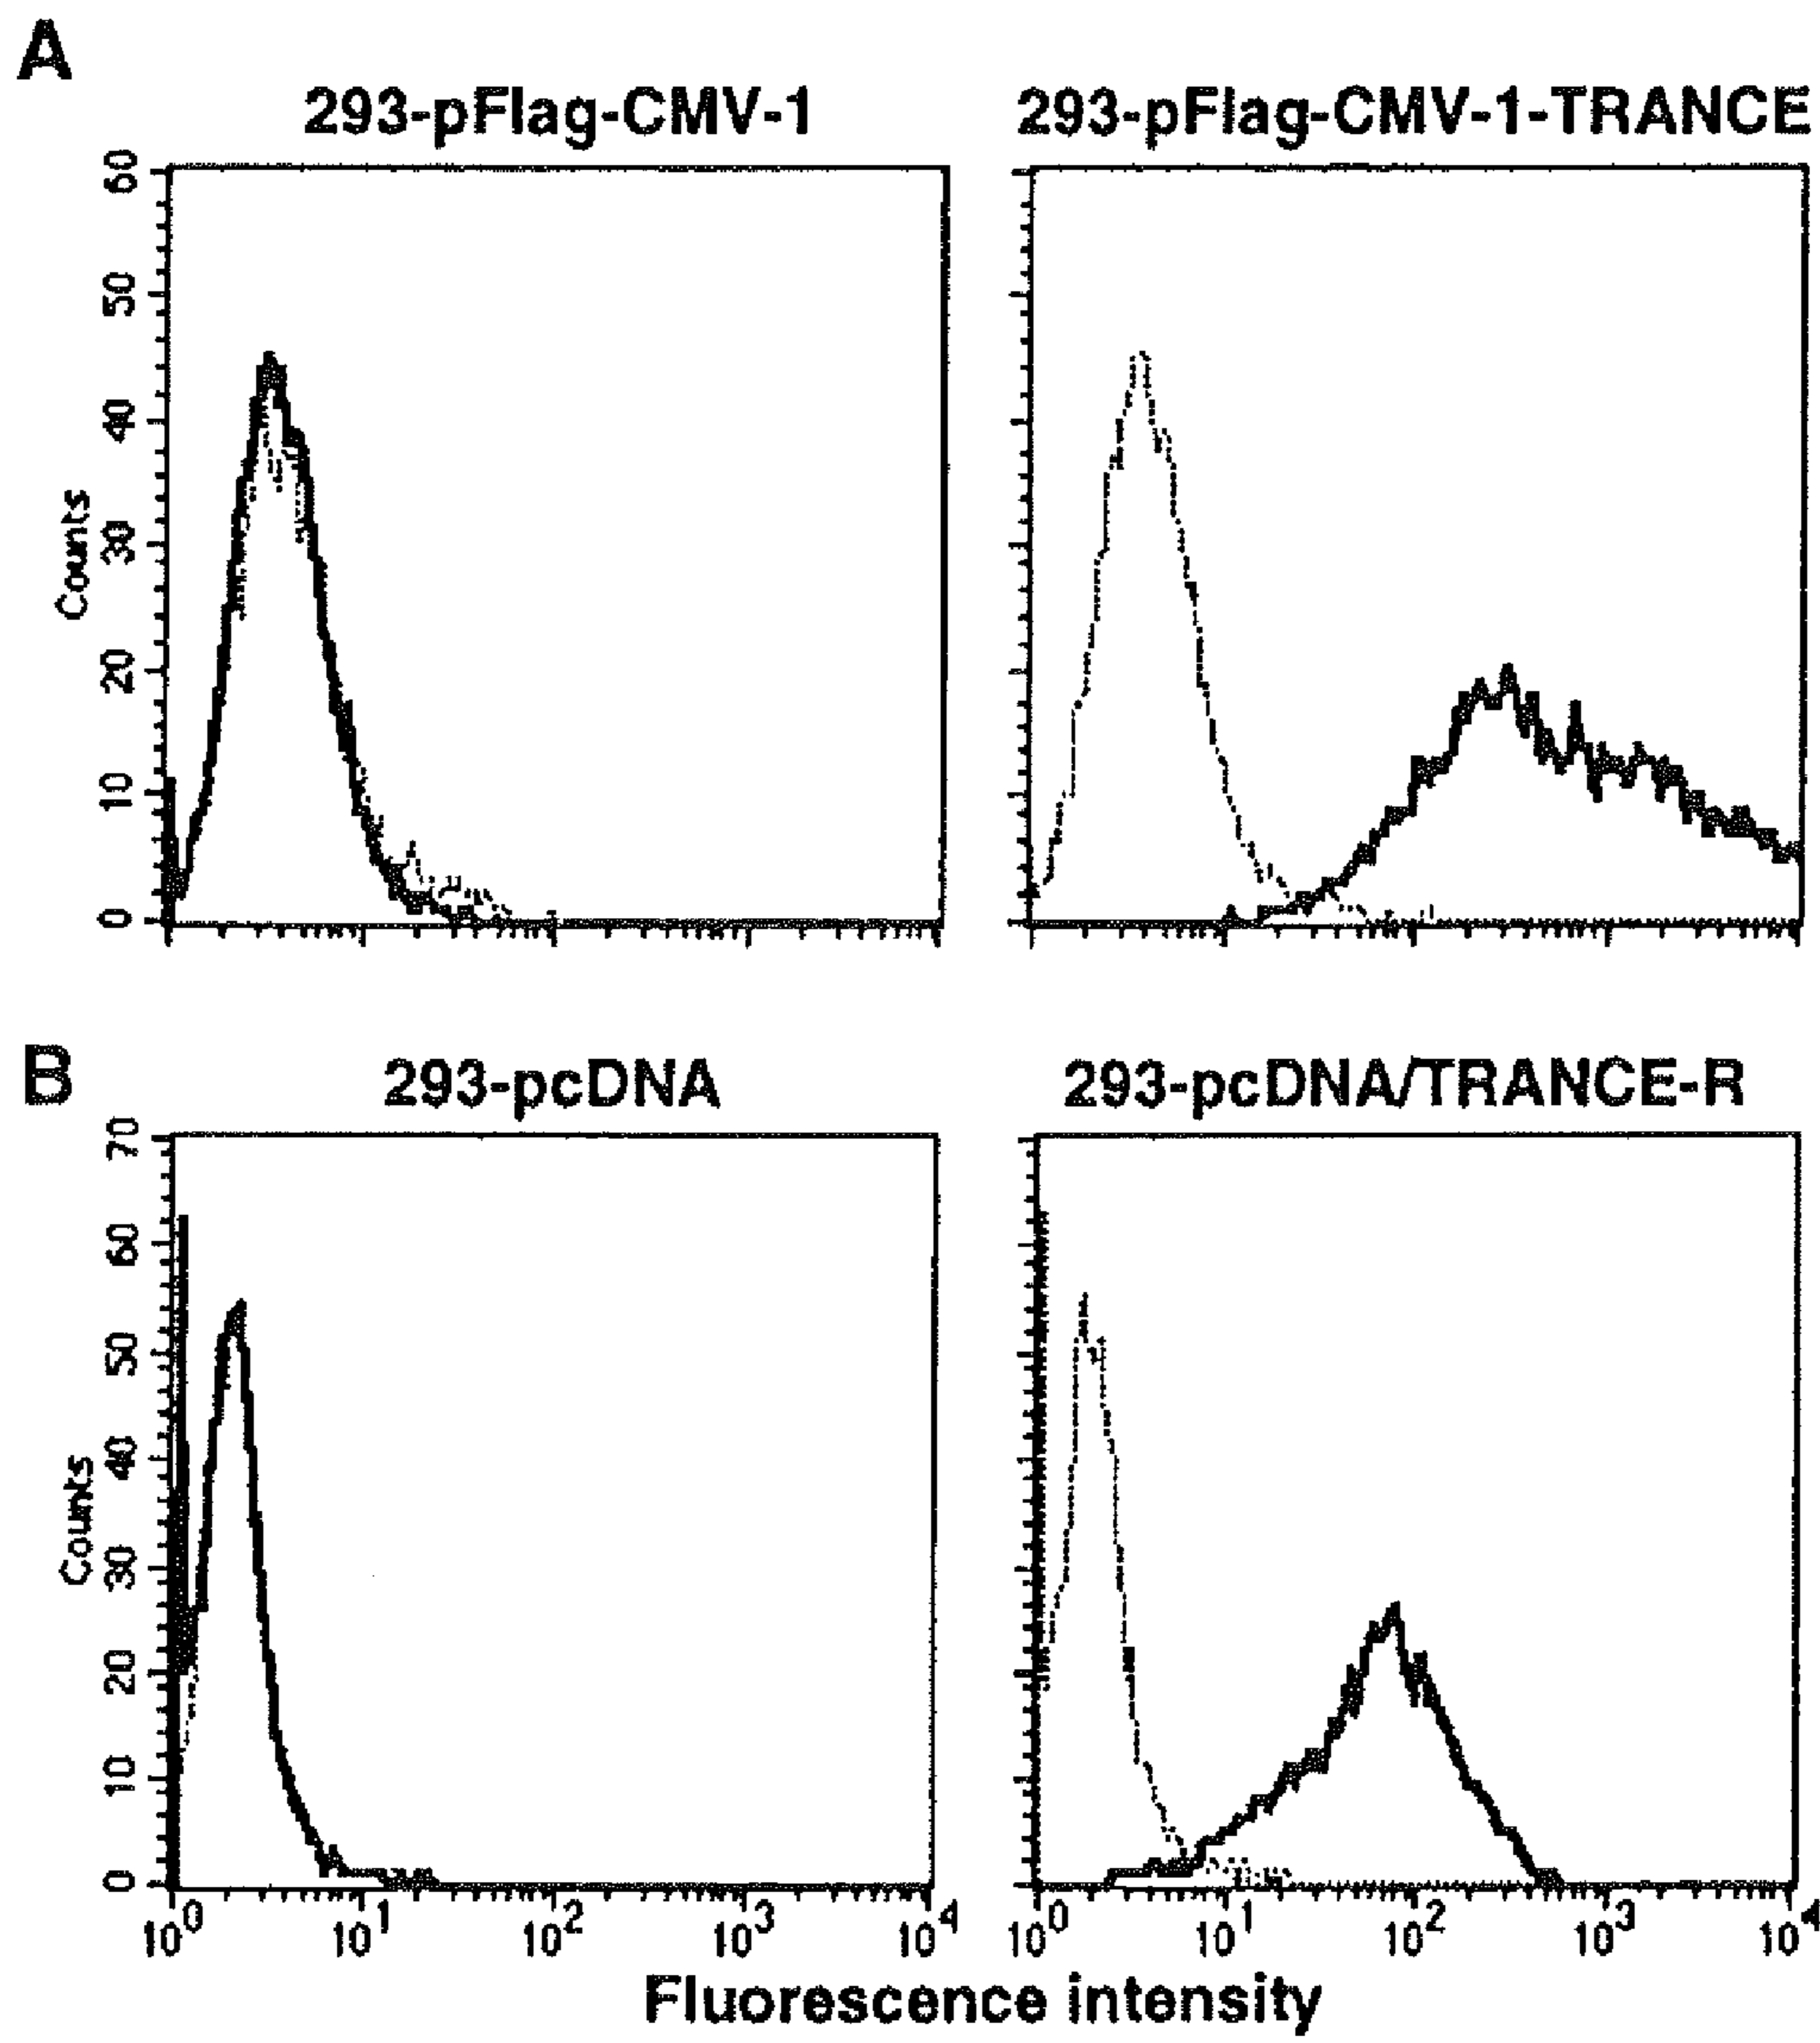 A
293-pFlag-CMV-1 293-pFlag-CMV-1-TRANCE
60
50
40
30
20
10
0
Counts
B
293-pcDNA 293-pcDNA/TRANCE-R
70
60
50
40
30
20
10
0
Counts
10^0 10^1 10^2 10^3 10^4 10^0 10^1 10^2 10^3 10^4
Fluorescence intensity